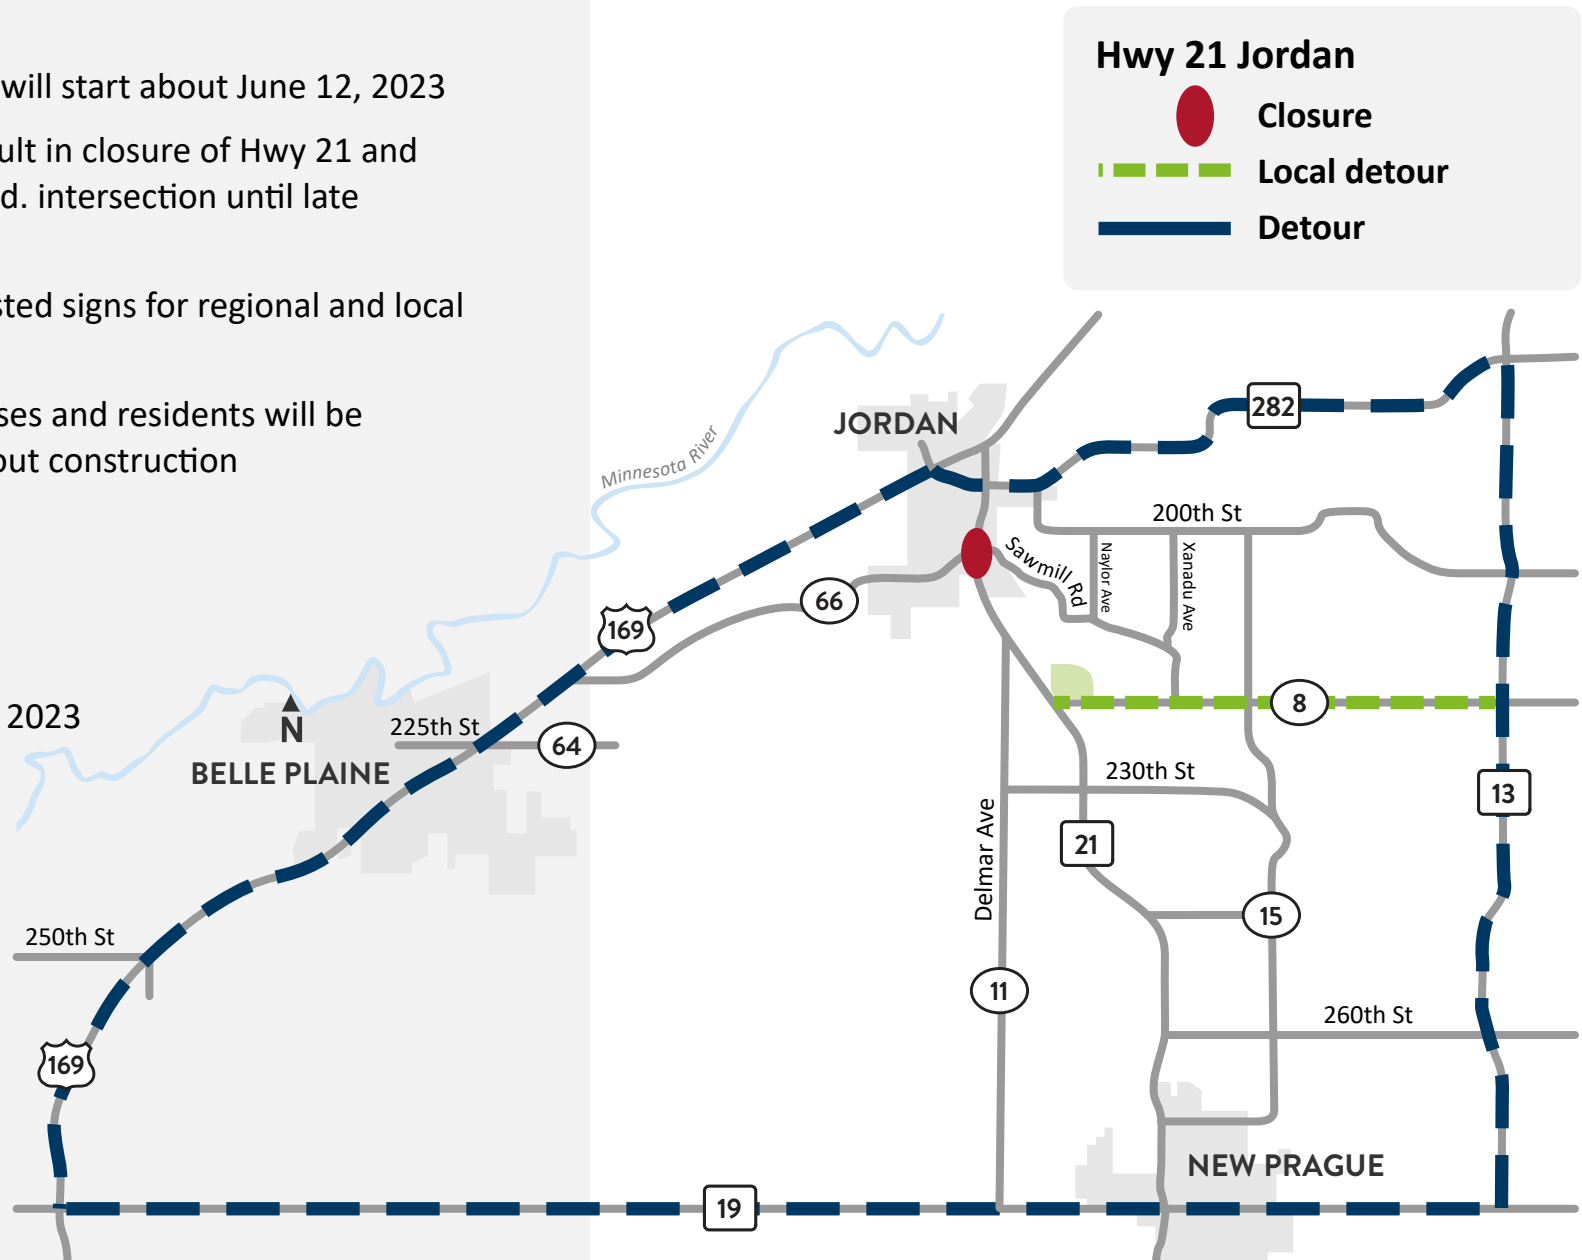 will start about June 12, 2023
ult in closure of Hwy 21 and
d. intersection until late
sted signs for regional and local
ses and residents will be
out construction
2023
Hwy 21 Jordan
Closure
Local detour
Detour
282
JORDAN
Minnesota River
200th St
Sawmill Rd
Naylor Ave
Xanadu Ave
66
169
8
N
225th St
64
BELLE PLAINE
230th St
13
Delmar Ave
21
15
250th St
11
260th St
169
NEW PRAGUE
19